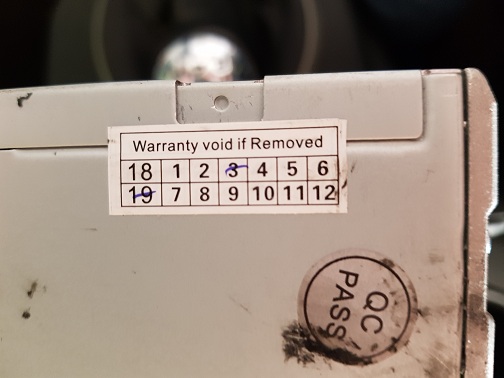 Warranty void if Removed
18 1 2 3 4 5 6
19 7 8 9 10 11 12
QC
PASS